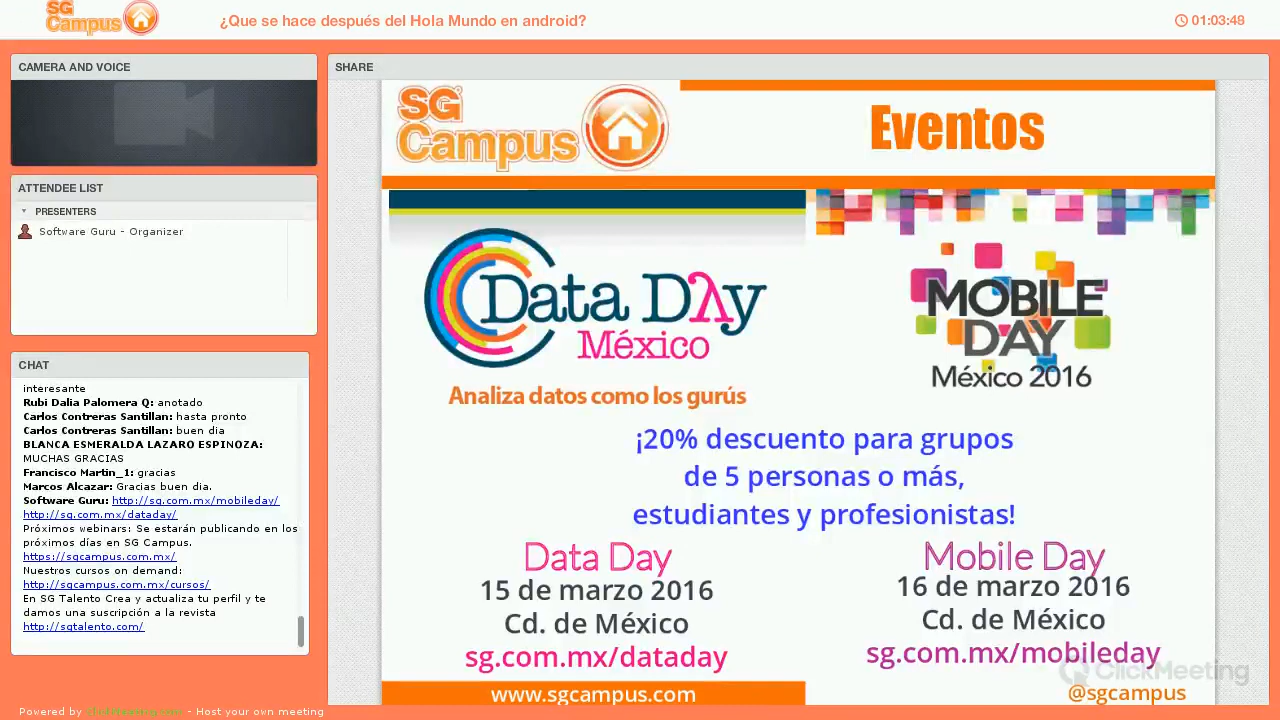 SG Campus
¿Que se hace después del Hola Mundo en android?
01:03:48
CAMERA AND VOICE
ATTENDEE LIST
PRESENTERS
Software Guru - Organizer
CHAT
interesante
Rubi Dalia Palomera Q: anotado
Carlos Contreras Santillan: hasta pronto
Carlos Contreras Santillan: buen dia
BLANCA ESMERALDA LAZARO ESPINOZA:
MUCHAS GRACIAS
Francisco Martin_1: gracias
Marcos Alcazar: Gracias buen dia.
Software Guru: http://sg.com.mx/mobileday/
http://sg.com.mx/dataday/
Próximos webinars: Se estarán publicando en los
próximos días en SG Campus.
https://sgcampus.com.mx/
Nuestros cursos on demand:
http://sgcampus.com.mx/cursos/
En SG Talento Crea y actualiza tu perfil y te
damos una suscripción a la revista
http://sgtalento.com/
SHARE
SG
Campus
Eventos
Data Dλy
México
Analiza datos como los gurús
MOBILE
DAY
México 2016
¡20% descuento para grupos
de 5 personas o más,
estudiantes y profesionistas!
Data Day
15 de marzo 2016
Cd. de México
sg.com.mx/dataday
Mobile Day
16 de marzo 2016
Cd. de México
sg.com.mx/mobileday
ClickMeeting
www.sgcampus.com
@sgcampus
Powered by ClickMeeting.com - Host your own meeting